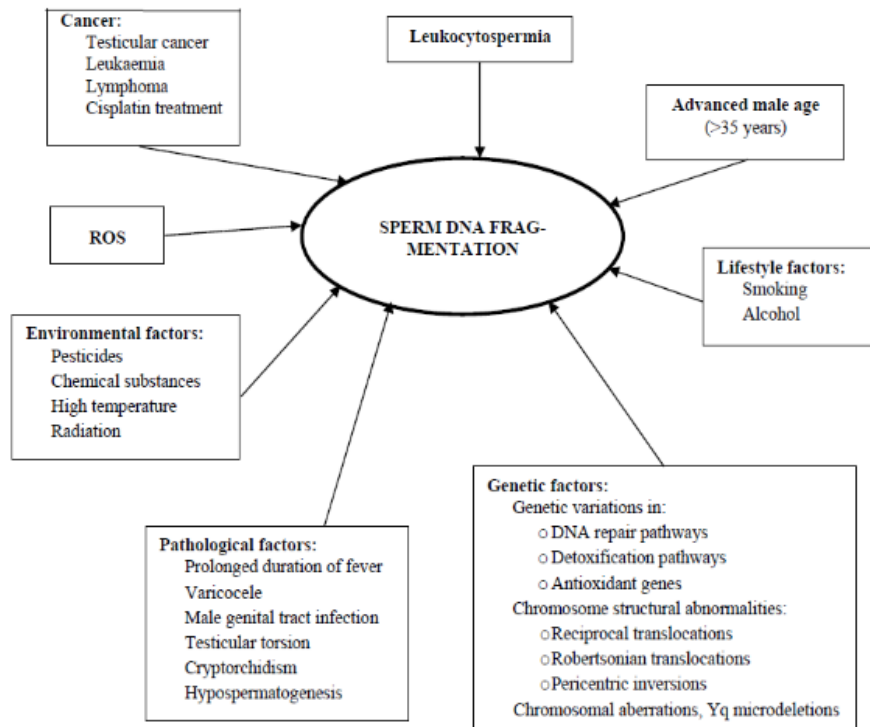 Cancer:
Testicular cancer
Leukaemia
Lymphoma
Cisplatin treatment
Leukocytospermia
Advanced male age
(>35 years)
ROS
SPERM DNA FRAG-
MENTATION
Lifestyle factors:
Smoking
Alcohol
Environmental factors:
Pesticides
Chemical substances
High temperature
Radiation
Pathological factors:
Prolonged duration of fever
Varicocele
Male genital tract infection
Testicular torsion
Cryptorchidism
Hypospermatogenesis
Genetic factors:
Genetic variations in:
○ DNA repair pathways
○ Detoxification pathways
○ Antioxidant genes
Chromosome structural abnormalities:
○ Reciprocal translocations
○ Robertsonian translocations
○ Pericentric inversions
Chromosomal aberrations, Yq microdeletions